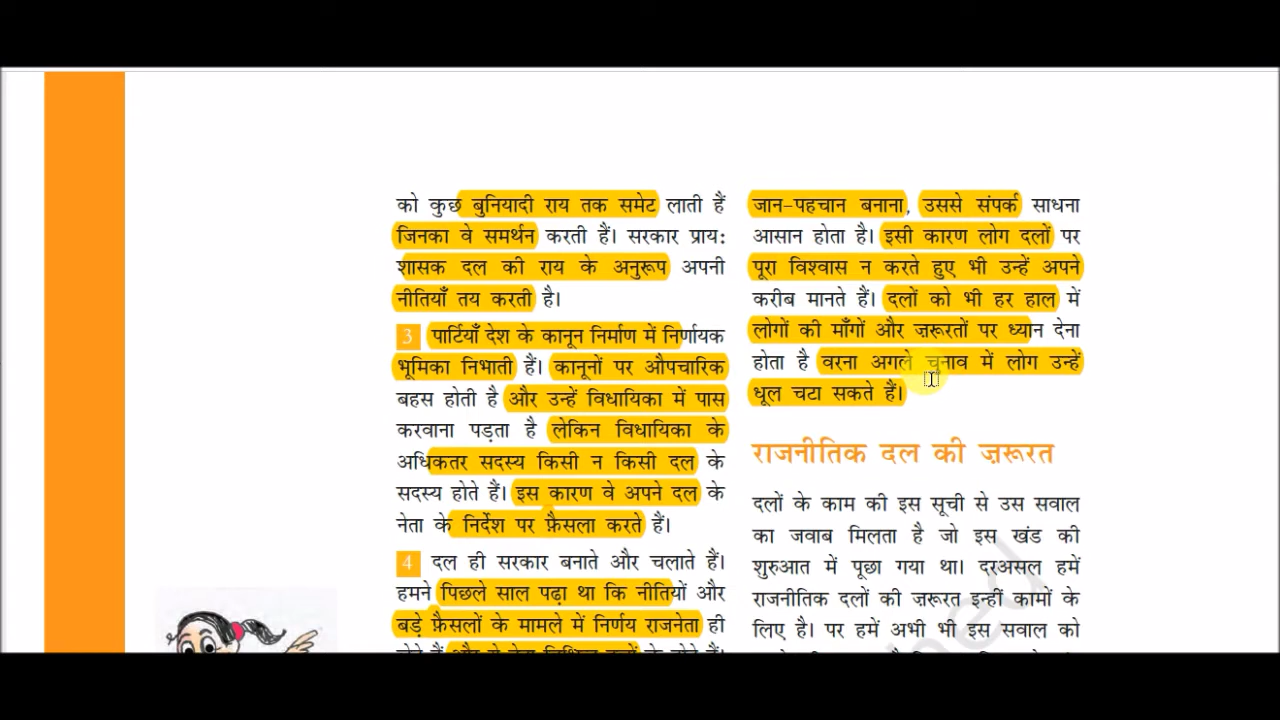 को कुछ बुनियादी राय तक समेट लाती हैं
जिनका वे समर्थन करती हैं। सरकार प्राय:
शासक दल की राय के अनुरूप अपनी
नीतियाँ तय करती है।
3 पार्टियाँ देश के कानून निर्माण में निर्णायक
भूमिका निभाती हैं। कानूनों पर औपचारिक
बहस होती है और उन्हें विधायिका में पास
करवाना पड़ता है लेकिन विधायिका के
अधिकतर सदस्य किसी न किसी दल के
सदस्य होते हैं। इस कारण वे अपने दल के
नेता के निर्देश पर फ़ैसला करते हैं।
4 दल ही सरकार बनाते और चलाते हैं।
हमने पिछले साल पढ़ा था कि नीतियों और
बड़े फ़ैसलों के मामले में निर्णय राजनेता ही
जान-पहचान बनाना, उससे संपर्क साधना
आसान होता है। इसी कारण लोग दलों पर
पूरा विश्वास न करते हुए भी उन्हें अपने
करीब मानते हैं। दलों को भी हर हाल में
लोगों की माँगों और ज़रूरतों पर ध्यान देना
होता है वरना अगले चुनाव में लोग उन्हें
धूल चटा सकते हैं।
राजनीतिक दल की ज़रूरत
दलों के काम की इस सूची से उस सवाल
का जवाब मिलता है जो इस खंड की
शुरुआत में पूछा गया था। दरअसल हमें
राजनीतिक दलों की ज़रूरत इन्हीं कामों के
लिए है। पर हमें अभी भी इस सवाल को